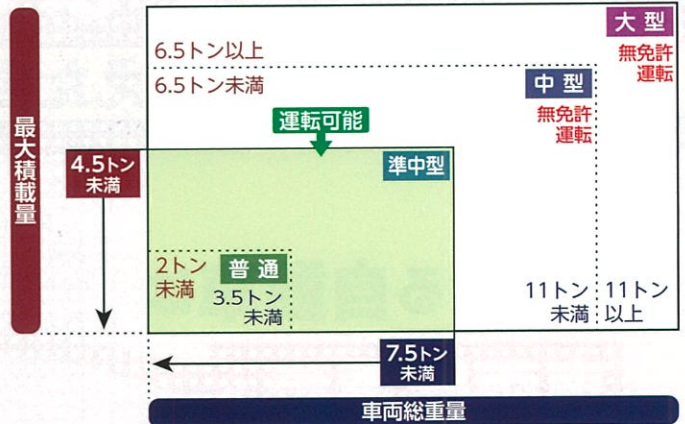 大型
無免許
運転
6.5トン以上
6.5トン未満
中型
無免許
運転
運転可能
最大積載量
4.5トン
未満
準中型
2トン
未満
普通
3.5トン
未満
11トン
未満
11トン
以上
7.5トン
未満
車両総重量